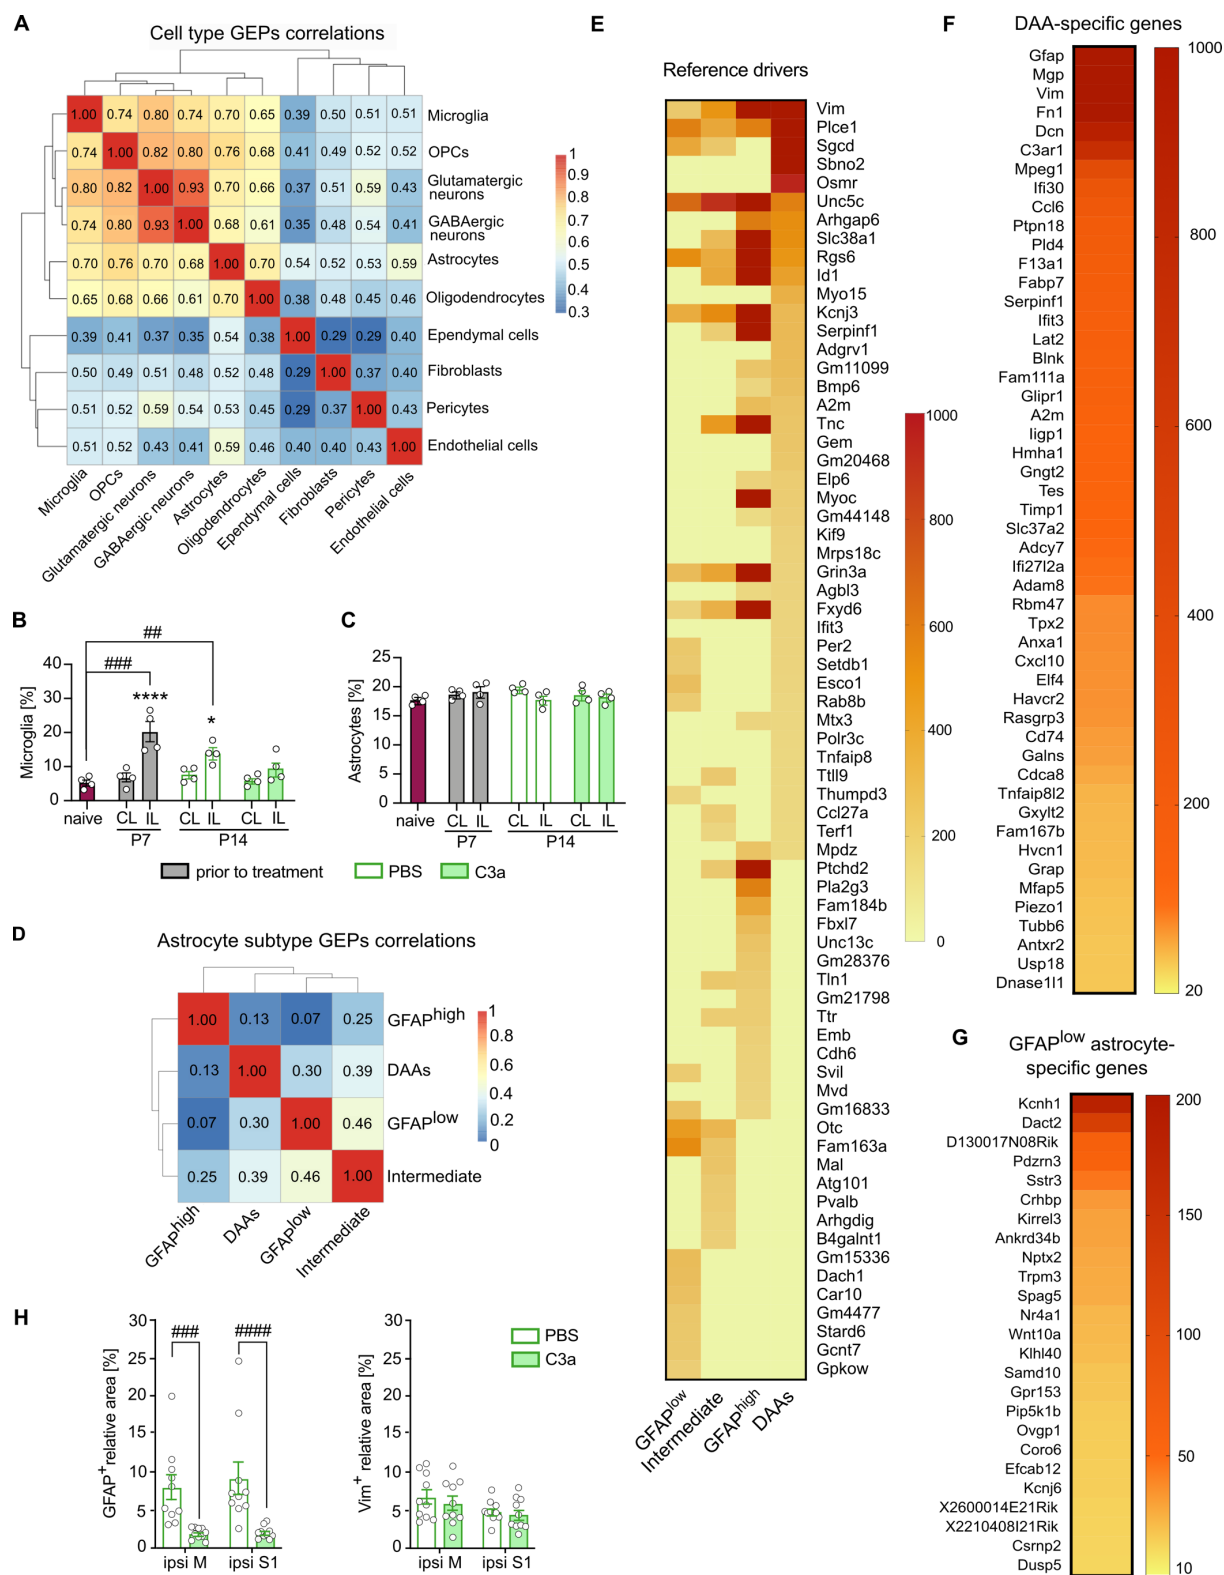 A
Cell type GEPs correlations
1.00 0.74 0.80 0.74 0.70 0.65 0.39 0.50 0.51 0.51 Microglia
0.74 1.00 0.82 0.80 0.76 0.68 0.41 0.49 0.52 0.52 OPCs
0.80 0.82 1.00 0.93 0.70 0.66 0.37 0.51 0.59 0.43 Glutamatergic neurons
0.74 0.80 0.93 1.00 0.68 0.61 0.35 0.48 0.54 0.41 GABAergic neurons
0.70 0.76 0.70 0.68 1.00 0.70 0.54 0.52 0.53 0.59 Astrocytes
0.65 0.68 0.66 0.61 0.70 1.00 0.38 0.48 0.45 0.46 Oligodendrocytes
0.39 0.41 0.37 0.35 0.54 0.38 1.00 0.29 0.29 0.40 Ependymal cells
0.50 0.49 0.51 0.48 0.52 0.48 0.29 1.00 0.37 0.40 Fibroblasts
0.51 0.52 0.59 0.54 0.53 0.45 0.29 0.37 1.00 0.43 Pericytes
0.51 0.52 0.43 0.41 0.59 0.46 0.40 0.40 0.43 1.00 Endothelial cells
Microglia
OPCs
Glutamatergic neurons
GABAergic neurons
Astrocytes
Oligodendrocytes
Ependymal cells
Fibroblasts
Pericytes
Endothelial cells
1
0.9
0.8
0.7
0.6
0.5
0.4
0.3
B
Microglia [%]
40
30
20
10
0
##
###
****
*
naive CL IL CL IL CL IL
P7 P14
C
Astrocytes [%]
25
20
15
10
5
0
naive CL IL CL IL CL IL
P7 P14
prior to treatment PBS C3a
D
Astrocyte subtype GEPs correlations
1.00 0.13 0.07 0.25 GFAPhigh
0.13 1.00 0.30 0.39 DAAs
0.07 0.30 1.00 0.46 GFAPlow
0.25 0.39 0.46 1.00 Intermediate
GFAPhigh
DAAs
GFAPlow
Intermediate
1
0.8
0.6
0.4
0.2
0
E
Reference drivers
Vim
Plce1
Sgcd
Sbno2
Osmr
Unc5c
Arhgap6
Slc38a1
Rgs6
Id1
Myo15
Kcnj3
Serpinf1
Adgrv1
Gm11099
Bmp6
A2m
Tnc
Gem
Gm20468
Elp6
Myoc
Gm44148
Kif9
Mrps18c
Grin3a
Agbl3
Fxyd6
Ifit3
Per2
Setdb1
Esco1
Rab8b
Mtx3
Polr3c
Tnfaip8
Ttll9
Thumpd3
Ccl27a
Terf1
Mpdz
Ptchd2
Pla2g3
Fam184b
Fbxl7
Unc13c
Gm28376
Tln1
Gm21798
Ttr
Emb
Cdh6
Svil
Mvd
Gm16833
Otc
Fam163a
Mal
Atg101
Pvalb
Arhgdig
B4galnt1
Gm15336
Dach1
Car10
Gm4477
Stard6
Gcnt7
Gpkow
GFAPlow
Intermediate
GFAPhigh
DAAs
1000
800
600
400
200
0
F
DAA-specific genes
Gfap
Mgp
Vim
Fn1
Dcn
C3ar1
Mpeg1
Ifi30
Ccl6
Ptpn18
Pld4
F13a1
Fabp7
Serpinf1
Ifit3
Lat2
Blnk
Fam111a
Glipr1
A2m
Iigp1
Hmha1
Gngt2
Tes
Timp1
Slc37a2
Adcy7
Ifi27l2a
Adam8
Rbm47
Tpx2
Anxa1
Cxcl10
Elf4
Havcr2
Rasgrp3
Cd74
Galns
Cdca8
Tnfaip8l2
Gxylt2
Fam167b
Hvcn1
Grap
Mfap5
Piezo1
Tubb6
Antxr2
Usp18
Dnase1l1
1000
800
600
400
200
20
G
GFAPlow astrocyte-
specific genes
Kcnh1
Dact2
D130017N08Rik
Pdzrn3
Sstr3
Crhbp
Kirrel3
Ankrd34b
Nptx2
Trpm3
Spag5
Nr4a1
Wnt10a
Klhl40
Samd10
Gpr153
Pip5k1b
Ovgp1
Coro6
Efcab12
Kcnj6
X2600014E21Rik
X2210408I21Rik
Csrnp2
Dusp5
200
150
100
50
10
H
GFAP+ relative area [%]
30
25
20
15
10
5
0
###
####
ipsi M ipsi S1
Vim+ relative area [%]
30
25
20
15
10
5
0
ipsi M ipsi S1
PBS
C3a